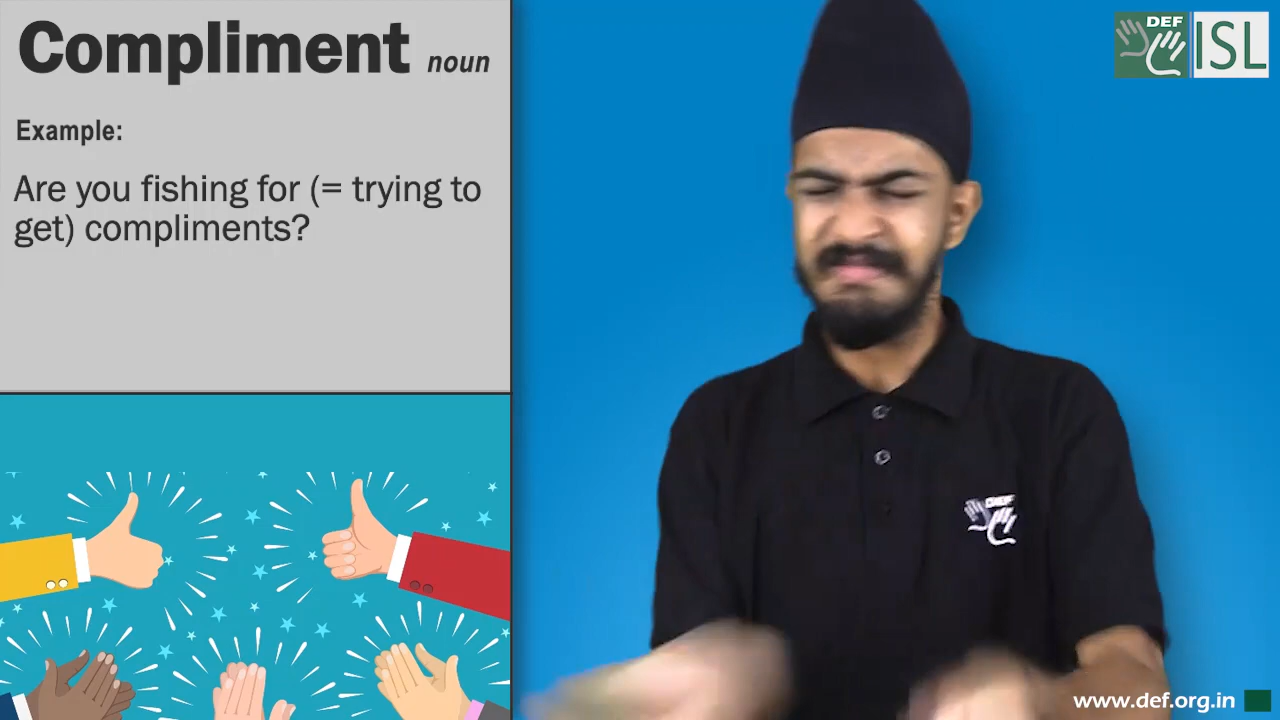 Compliment noun
Example:
Are you fishing for (= trying to
get) compliments?
DEF
ISL
DEF
www.def.org.in